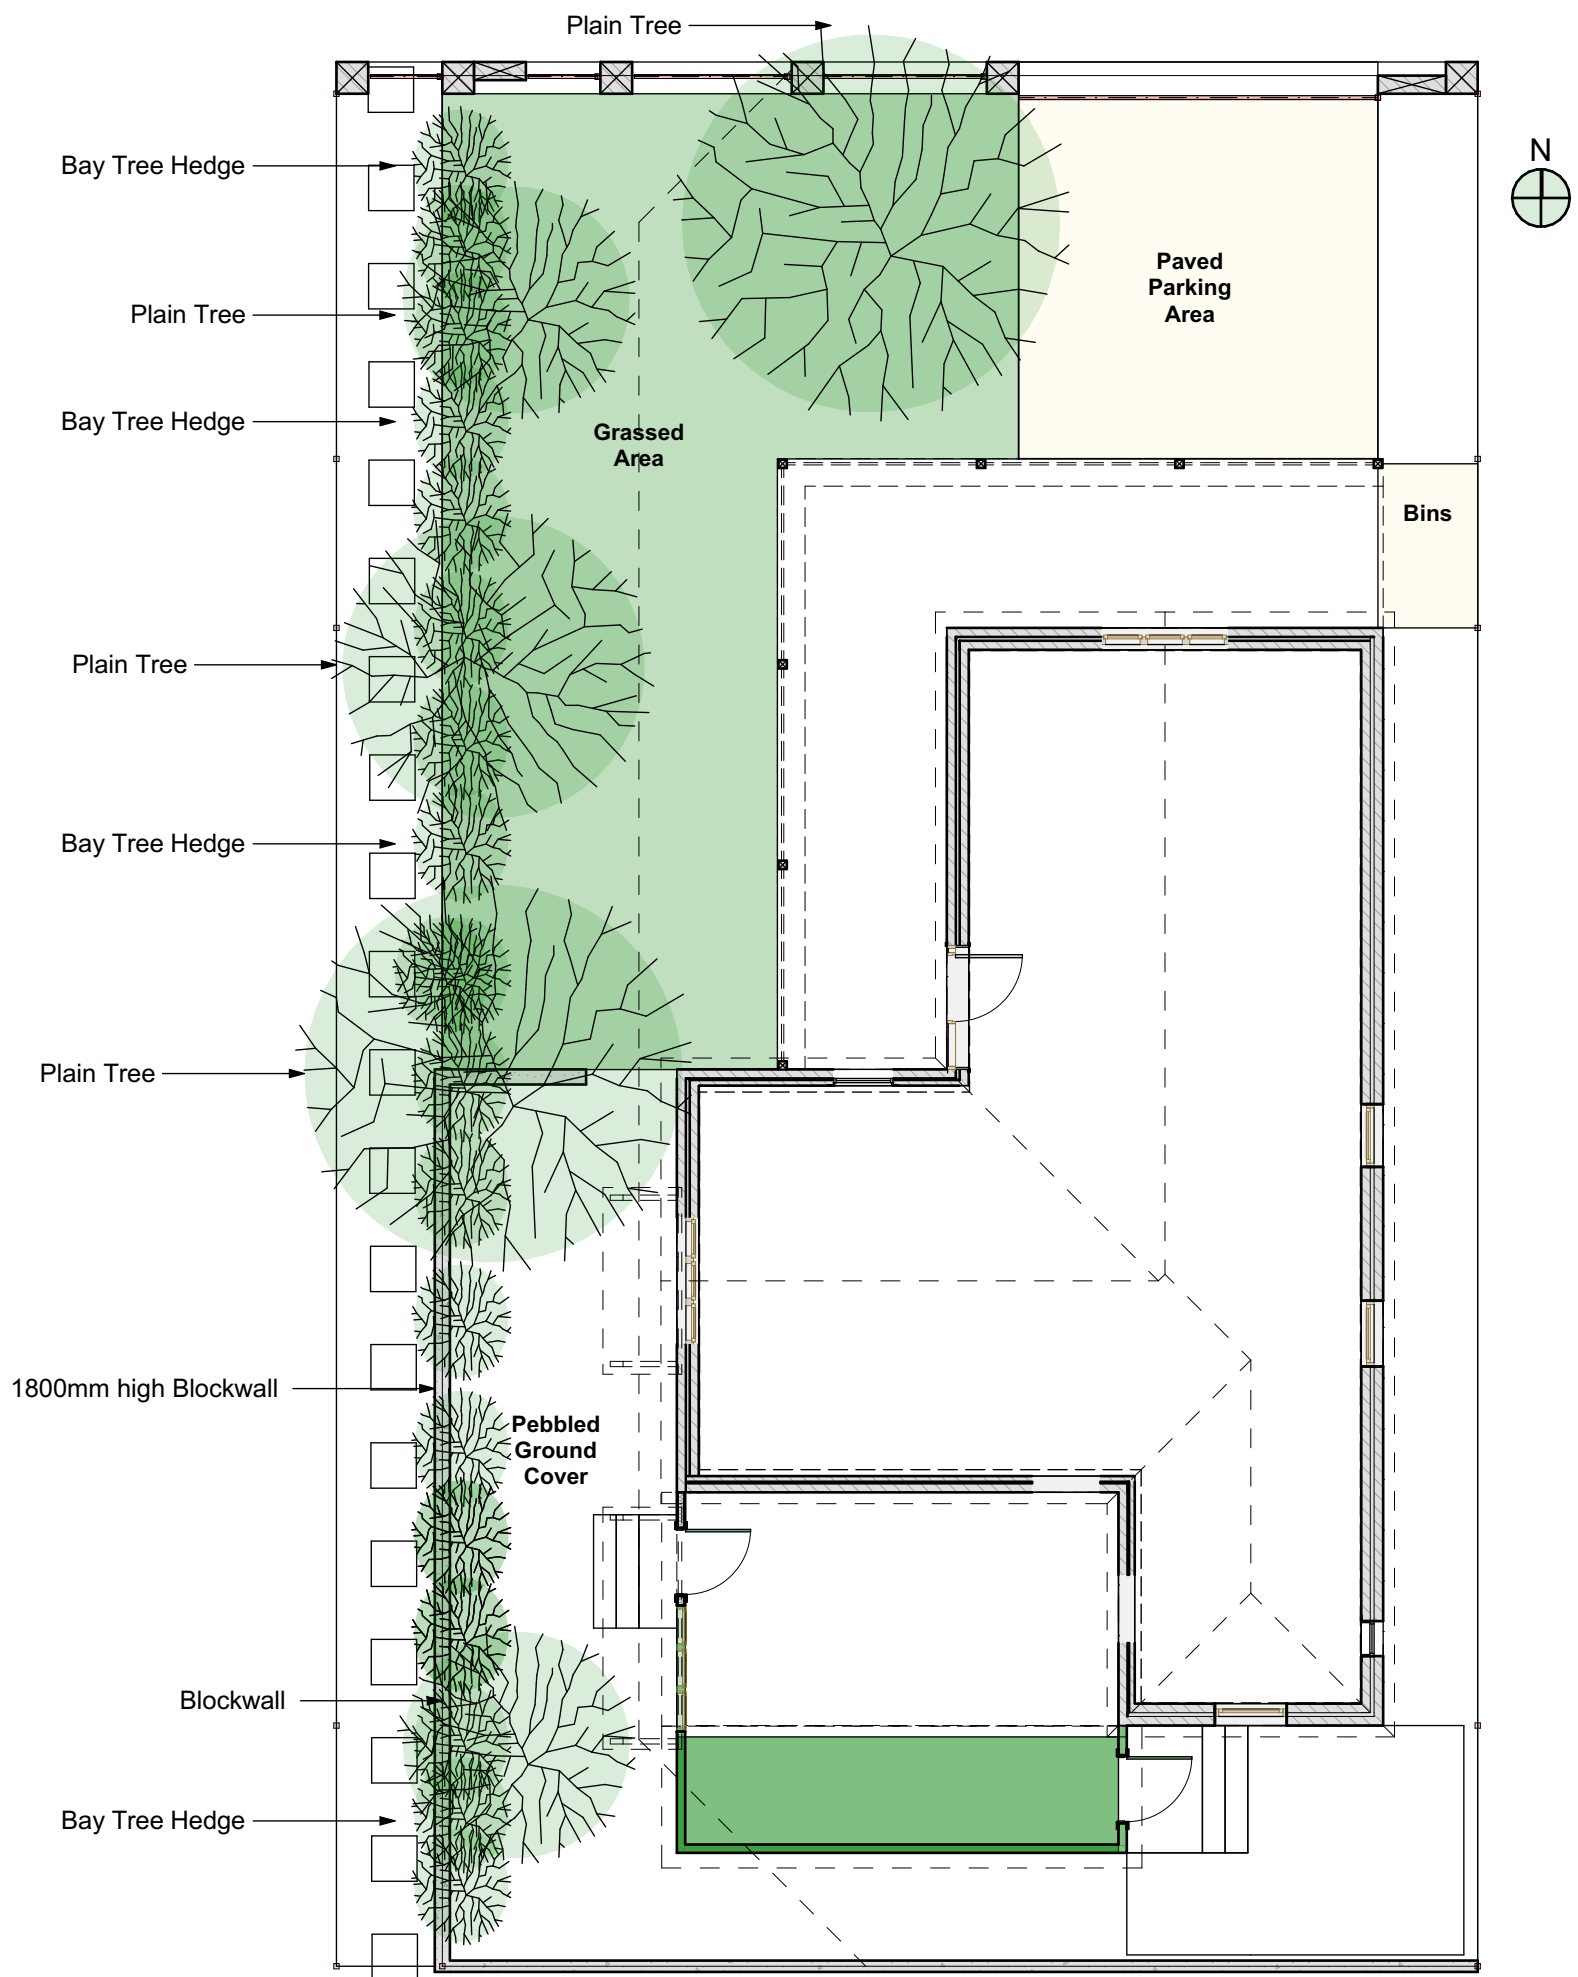 Plain Tree
N
Bay Tree Hedge
Paved
Parking
Area
Plain Tree
Bay Tree Hedge
Grassed
Area
Bins
Plain Tree
Bay Tree Hedge
Plain Tree
1800mm high Blockwall
Pebbled
Ground
Cover
Blockwall
Bay Tree Hedge